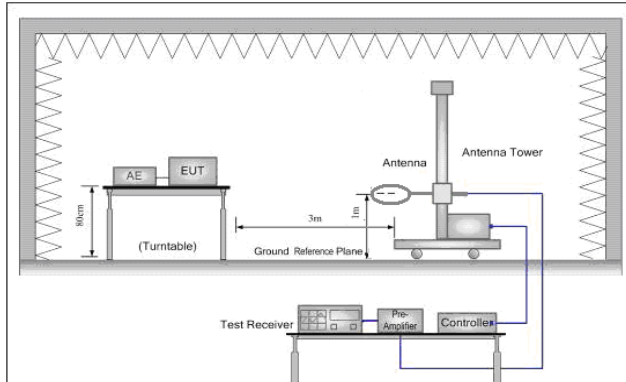 Antenna
Antenna Tower
AE
EUT
80cm
(Turntable)
3m
1m
Ground Reference Plane
Test Receiver
Pre-
Amplifier
Controller